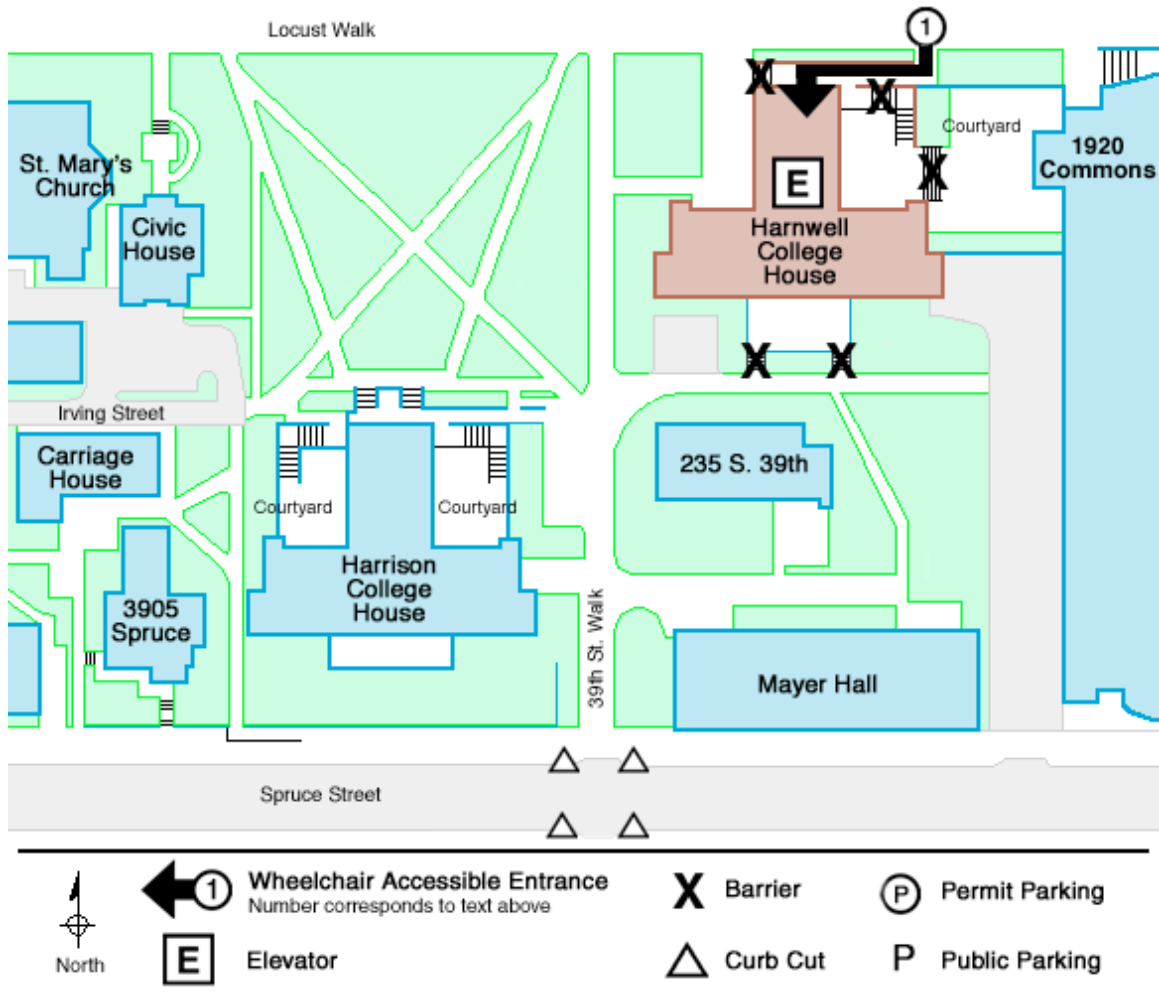 Locust Walk
1
X
X
Courtyard
1920
Commons
St. Mary's
Church
X
E
Civic
House
Harnwell
College
House
X
X
Irving Street
Carriage
House
235 S. 39th
Courtyard
Courtyard
Harrison
College
House
3905
Spruce
39th St. Walk
Mayer Hall
Spruce Street
1
Wheelchair Accessible Entrance
Number corresponds to text above
X
Barrier
P
Permit Parking
North
E
Elevator
Curb Cut
P
Public Parking